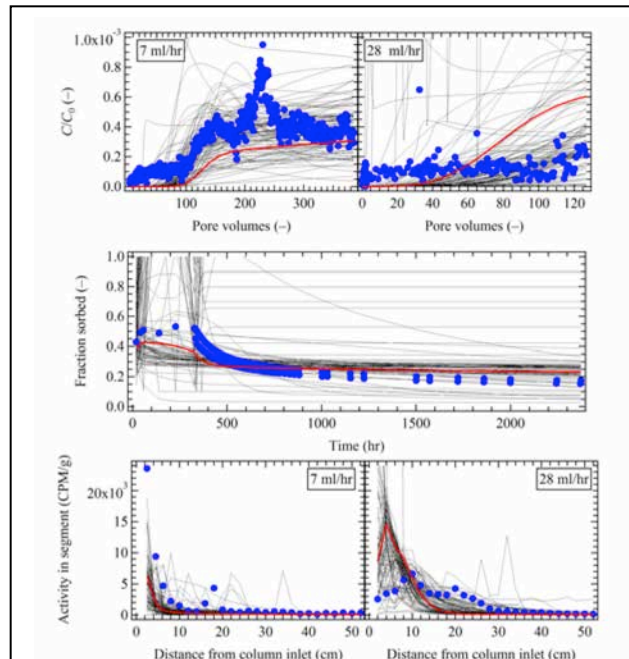 1.0x10⁻³
7 ml/hr
28 ml/hr
0.8
0.6
0.4
0.2
0.0
C/C₀ (–)
100 200 300
0 20 40 60 80 100 120
Pore volumes (–)
Pore volumes (–)
1.0
0.8
0.6
0.4
0.2
0.0
Fraction sorbed (–)
0 500 1000 1500 2000
Time (hr)
7 ml/hr
28 ml/hr
20x10³
15
10
5
0
Activity in segment (CPM/g)
0 10 20 30 40 50
0 10 20 30 40 50
Distance from column inlet (cm)
Distance from column inlet (cm)